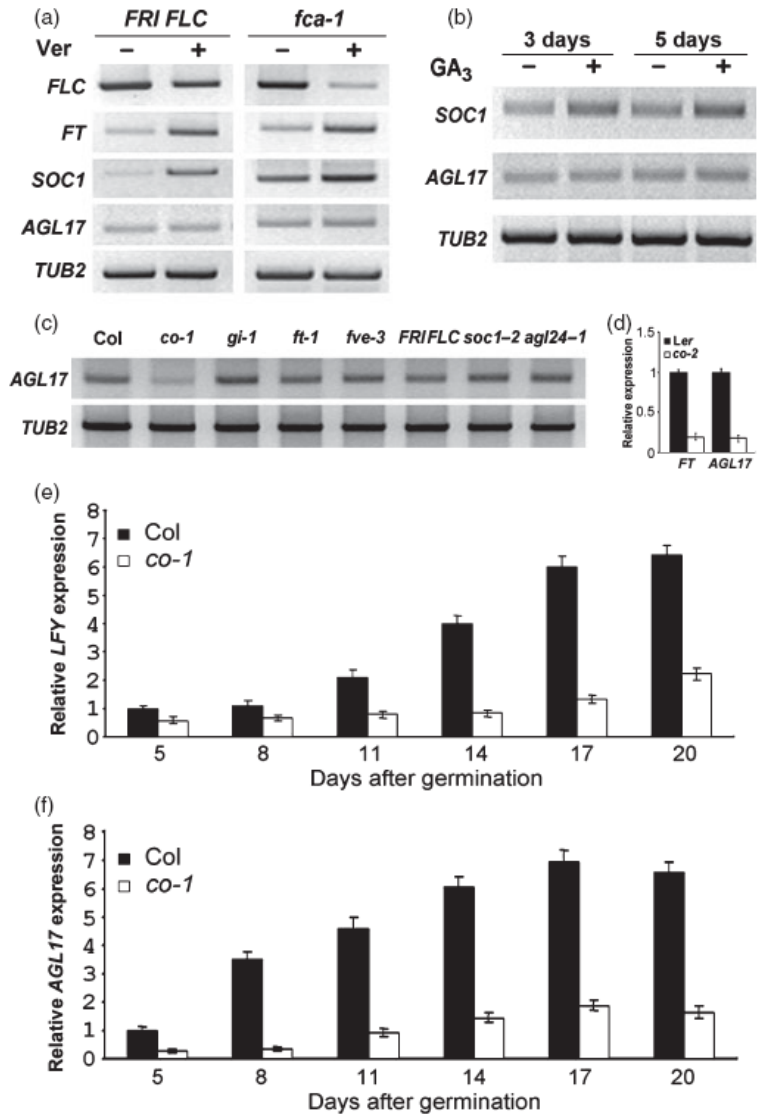 (a)
FRI FLC fca-1
Ver – + – +
FLC
FT
SOC1
AGL17
TUB2
(b)
3 days 5 days
GA3 – + – +
SOC1
AGL17
TUB2
(c)
Col co-1 gi-1 ft-1 fve-3 FRIFLC soc1–2 agl24–1
AGL17
TUB2
(d)
Relative expression
1.5
1
0.5
0
Ler
co-2
FT AGL17
(e)
Relative LFY expression
8
7
6
5
4
3
2
1
0
Col
co-1
5 8 11 14 17 20
Days after germination
(f)
Relative AGL17 expression
8
7
6
5
4
3
2
1
0
Col
co-1
5 8 11 14 17 20
Days after germination